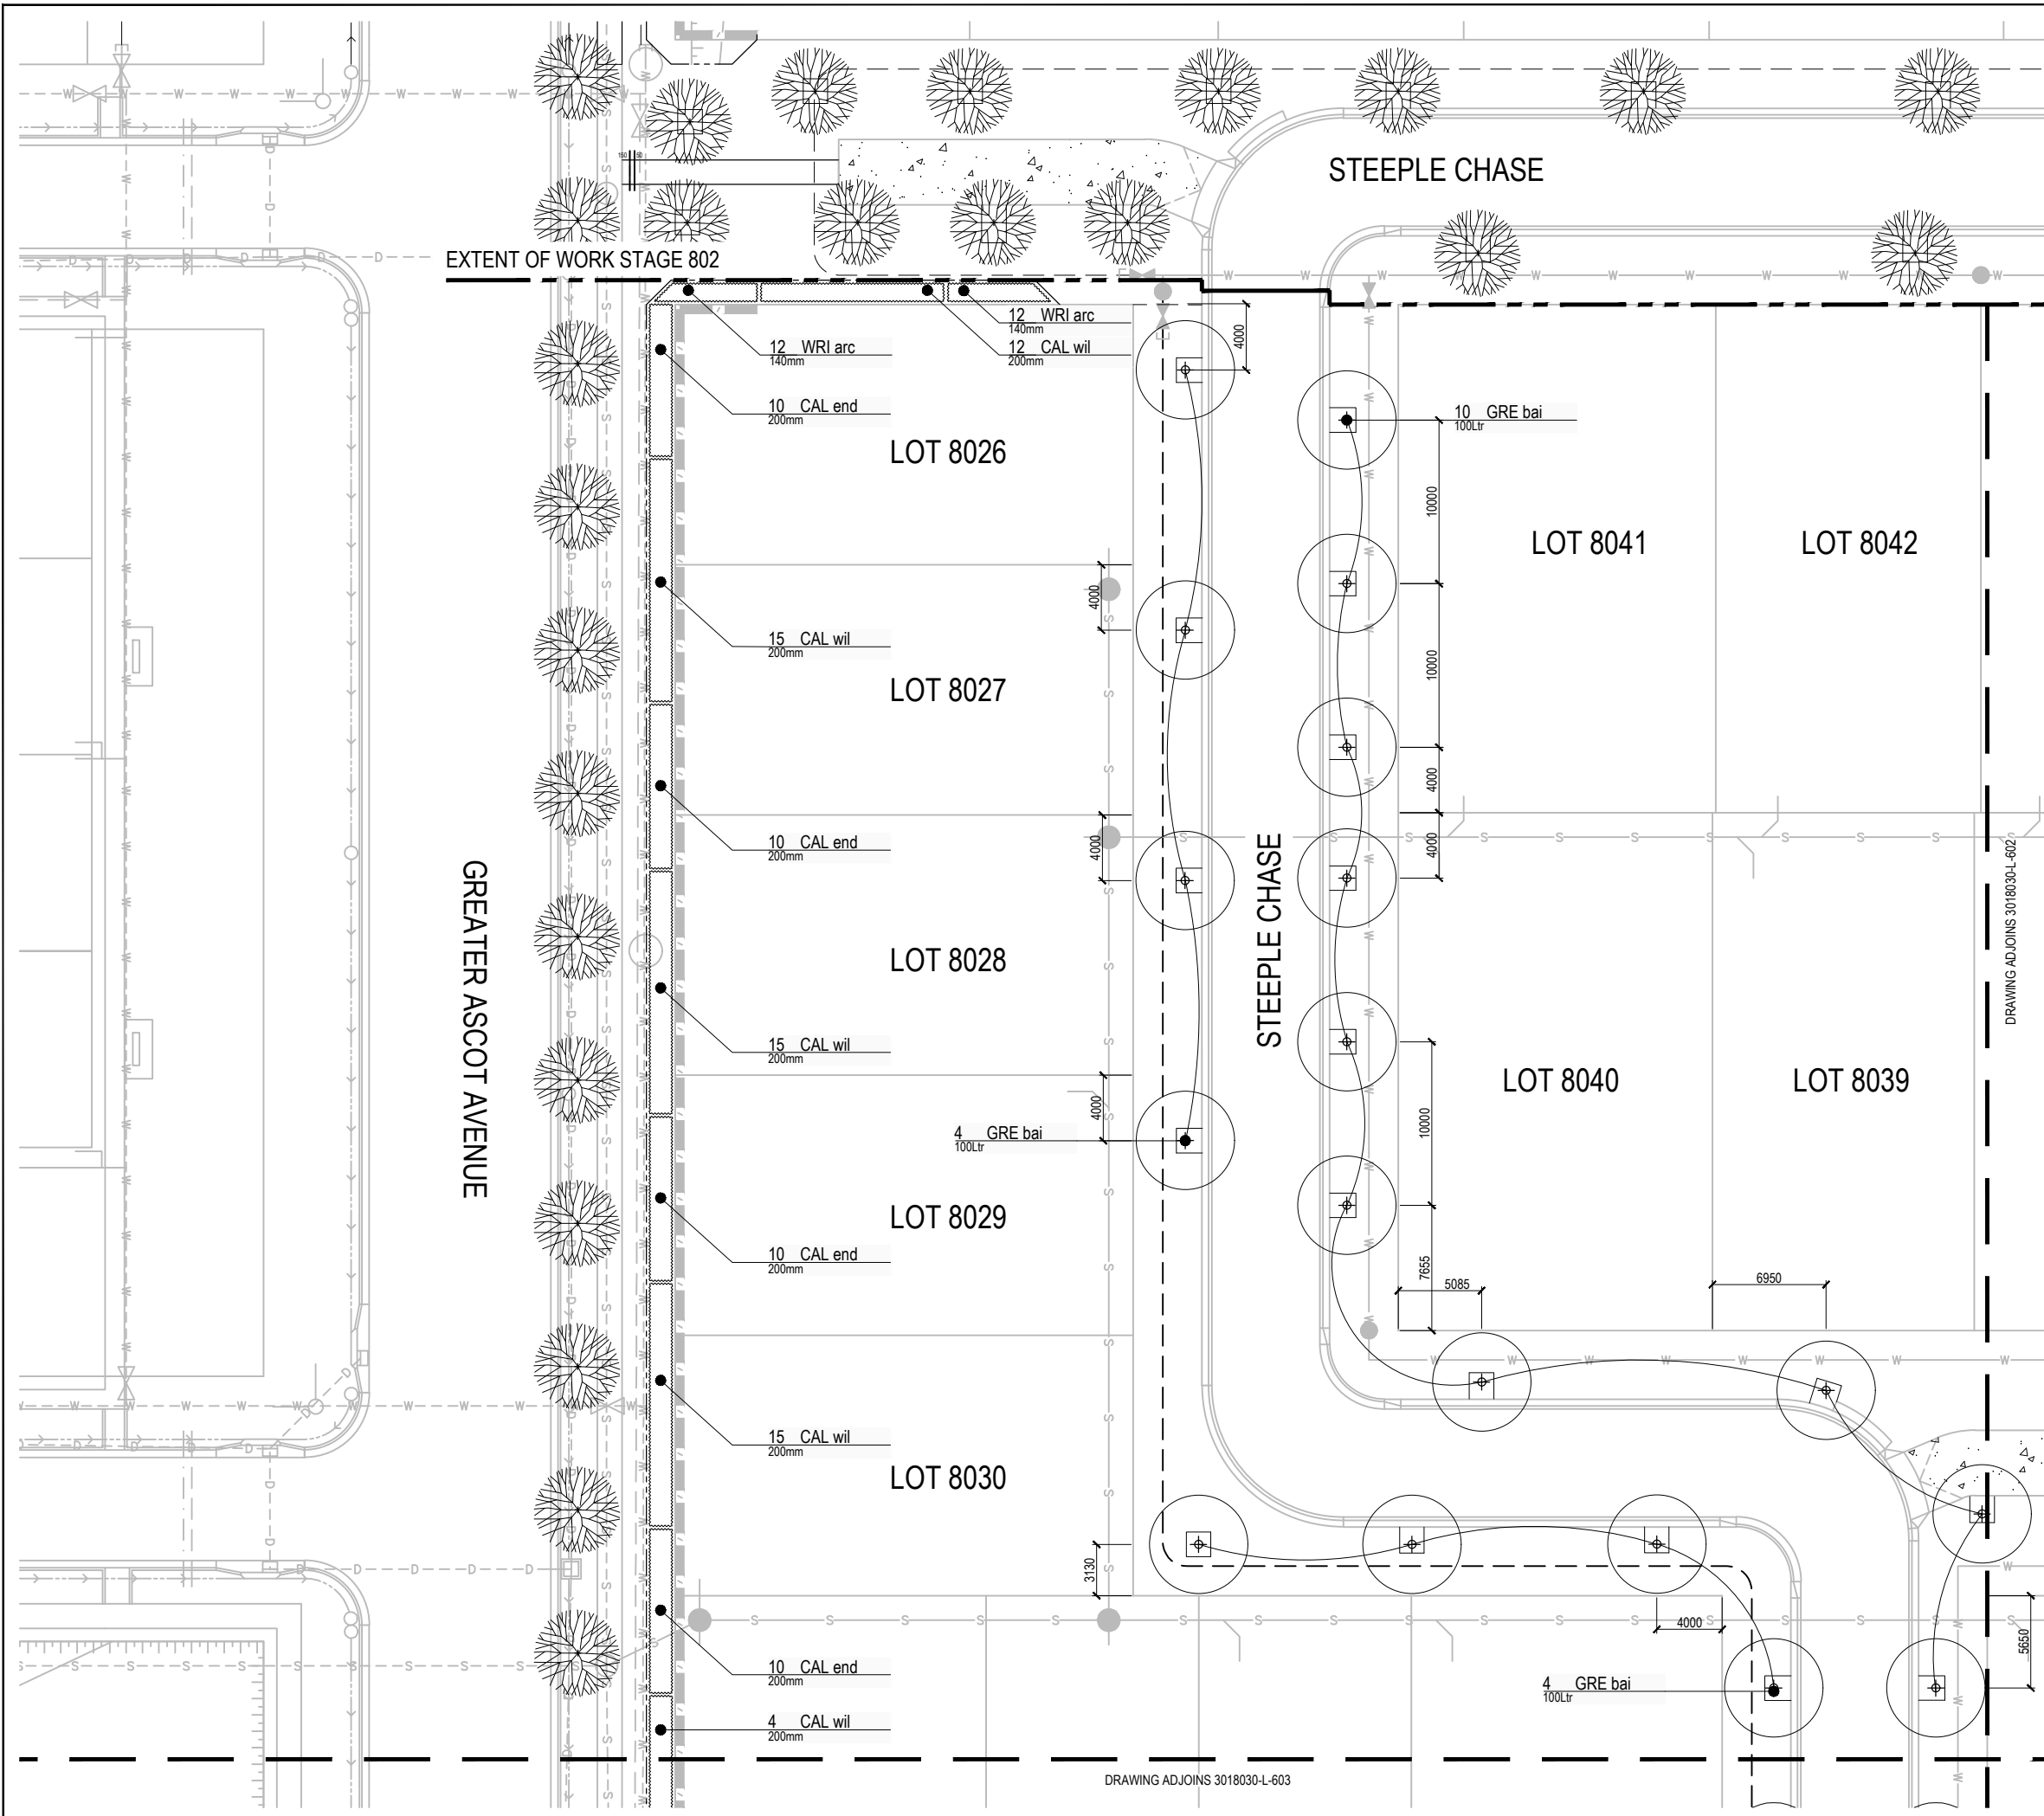 STEEPLE CHASE
EXTENT OF WORK STAGE 802
12 WRI arc
140mm
12 CAL wil
200mm
12 WRI arc
140mm
10 CAL end
200mm
4000
10 GRE bai
100Ltr
LOT 8026
10000
LOT 8041
LOT 8042
4000
15 CAL wil
200mm
LOT 8027
10000
4000
10 CAL end
200mm
4000
4000
STEEPLE CHASE
DRAWING ADJOINS 3018030-L-602
GREATER ASCOT AVENUE
LOT 8028
15 CAL wil
200mm
LOT 8040
LOT 8039
4000
4 GRE bai
100Ltr
10000
LOT 8029
10 CAL end
200mm
7655
5085
6950
15 CAL wil
200mm
LOT 8030
3130
4000
5650
10 CAL end
200mm
4 GRE bai
100Ltr
4 CAL wil
200mm
DRAWING ADJOINS 3018030-L-603